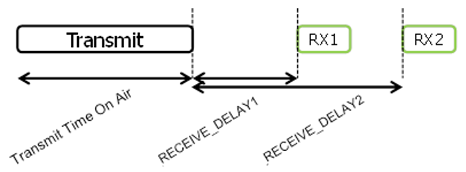 Transmit
RX1
RX2
Transmit Time On Air
RECEIVE_DELAY1
RECEIVE_DELAY2